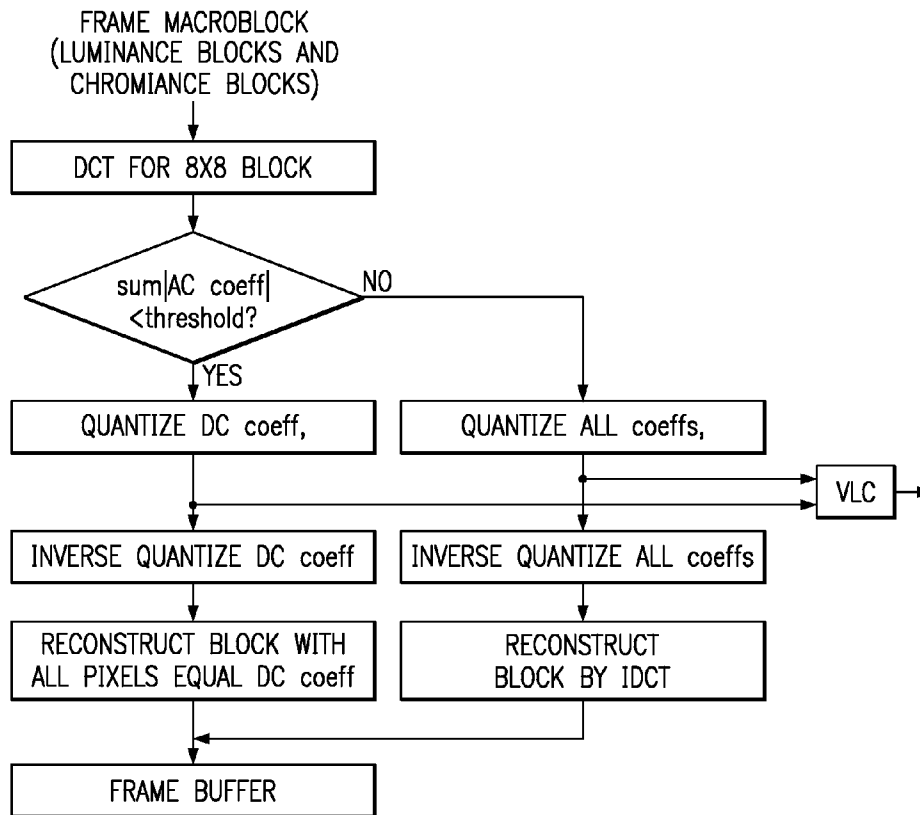 FRAME MACROBLOCK
(LUMINANCE BLOCKS AND
CHROMIANCE BLOCKS)
DCT FOR 8X8 BLOCK
sum|AC coeff|
<threshold?
NO
YES
QUANTIZE DC coeff,
QUANTIZE ALL coeffs,
VLC
INVERSE QUANTIZE DC coeff
INVERSE QUANTIZE ALL coeffs
RECONSTRUCT BLOCK WITH
ALL PIXELS EQUAL DC coeff
RECONSTRUCT
BLOCK BY IDCT
FRAME BUFFER